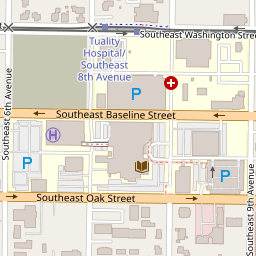 Southeast Washington Stree
Tuality
Hospital/
Southeast
8th Avenue
P
Southeast Baseline Street
Southeast 6th Avenue
H
P
P
Southeast Oak Street
Southeast 9th Avenue